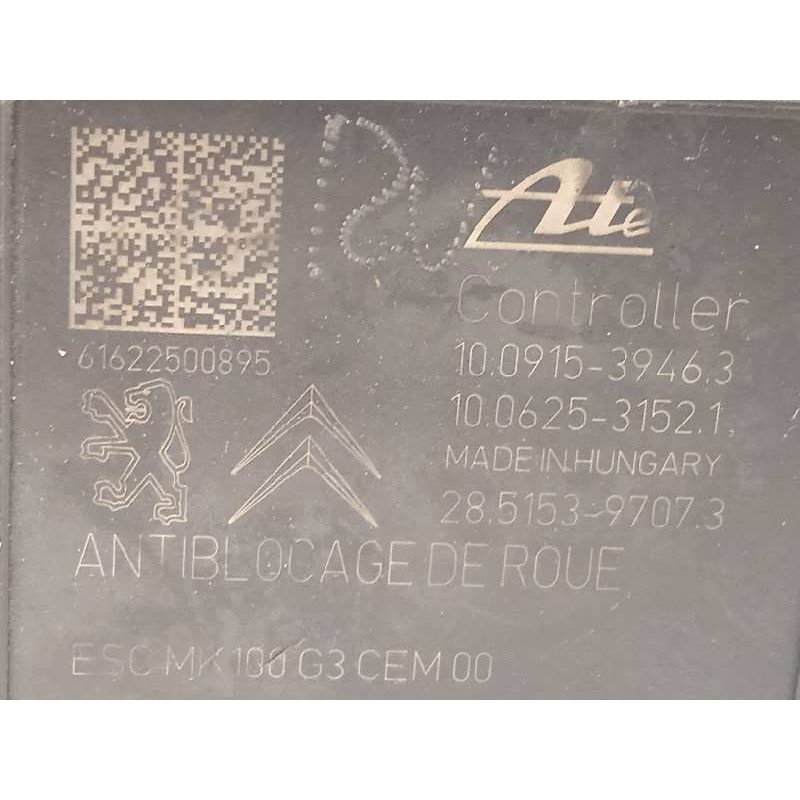 Ate
Controller
61622500895
10.0915-3946.3
10.0625-3152.1
MADE IN HUNGARY
28.5153-9707.3
ANTIBLOCAGE DE ROUE
ESC MK100 G3 CEM 00